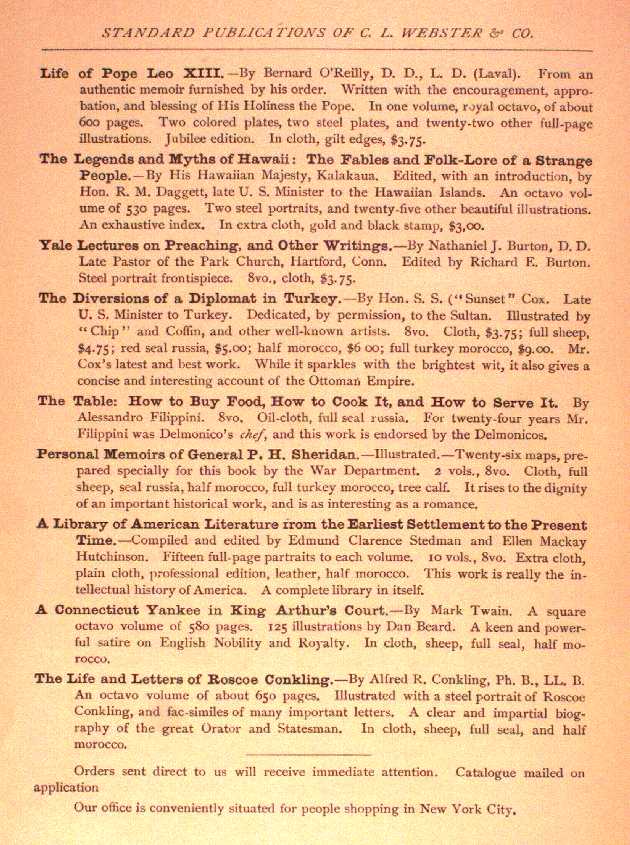 STANDARD PUBLICATIONS OF C. L. WEBSTER & CO.
Life of Pope Leo XIII.—By Bernard O'Reilly, D. D., L. D. (Laval). From an
authentic memoir furnished by his order. Written with the encouragement, appro-
bation, and blessing of His Holiness the Pope. In one volume, royal octavo, of about
600 pages. Two colored plates, two steel plates, and twenty-two other full-page
illustrations. Jubilee edition. In cloth, gilt edges, $3.75.
The Legends and Myths of Hawaii: The Fables and Folk-Lore of a Strange
People.—By His Hawaiian Majesty, Kalakaua. Edited, with an introduction, by
Hon. R. M. Daggett, late U. S. Minister to the Hawaiian Islands. An octavo vol-
ume of 530 pages. Two steel portraits, and twenty-five other beautiful illustrations.
An exhaustive index. In extra cloth, gold and black stamp, $3,00.
Yale Lectures on Preaching, and Other Writings.—By Nathaniel J. Burton, D. D.
Late Pastor of the Park Church, Hartford, Conn. Edited by Richard E. Burton.
Steel portrait frontispiece. 8vo., cloth, $3.75.
The Diversions of a Diplomat in Turkey.—By Hon. S. S. ("Sunset" Cox. Late
U. S. Minister to Turkey. Dedicated, by permission, to the Sultan. Illustrated by
"Chip" and Coffin, and other well-known artists. 8vo. Cloth, $3.75; full sheep,
$4.75; red seal russia, $5.00; half morocco, $6 00; full turkey morocco, $9.00. Mr.
Cox's latest and best work. While it sparkles with the brightest wit, it also gives a
concise and interesting account of the Ottoman Empire.
The Table: How to Buy Food, How to Cook It, and How to Serve It. By
Alessandro Filippini. 8vo. Oil-cloth, full seal russia. For twenty-four years Mr.
Filippini was Delmonico's chef, and this work is endorsed by the Delmonicos.
Personal Memoirs of General P. H. Sheridan.—Illustrated.—Twenty-six maps, pre-
pared specially for this book by the War Department. 2 vols., 8vo. Cloth, full
sheep, seal russia, half morocco, full turkey morocco, tree calf. It rises to the dignity
of an important historical work, and is as interesting as a romance.
A Library of American Literature from the Earliest Settlement to the Present
Time.—Compiled and edited by Edmund Clarence Stedman and Ellen Mackay
Hutchinson. Fifteen full-page partraits to each volume. 10 vols., 8vo. Extra cloth,
plain cloth, professional edition, leather, half morocco. This work is really the in-
tellectual history of America. A complete library in itself.
A Connecticut Yankee in King Arthur's Court.—By Mark Twain. A square
octavo volume of 580 pages. 125 illustrations by Dan Beard. A keen and power-
ful satire on English Nobility and Royalty. In cloth, sheep, full seal, half mo-
rocco.
The Life and Letters of Roscoe Conkling.—By Alfred R. Conkling, Ph. B., LL. B.
An octavo volume of about 650 pages. Illustrated with a steel portrait of Roscoe
Conkling, and fac-similes of many important letters. A clear and impartial biog-
raphy of the great Orator and Statesman. In cloth, sheep, full seal, and half
morocco.
Orders sent direct to us will receive immediate attention. Catalogue mailed on
application
Our office is conveniently situated for people shopping in New York City.